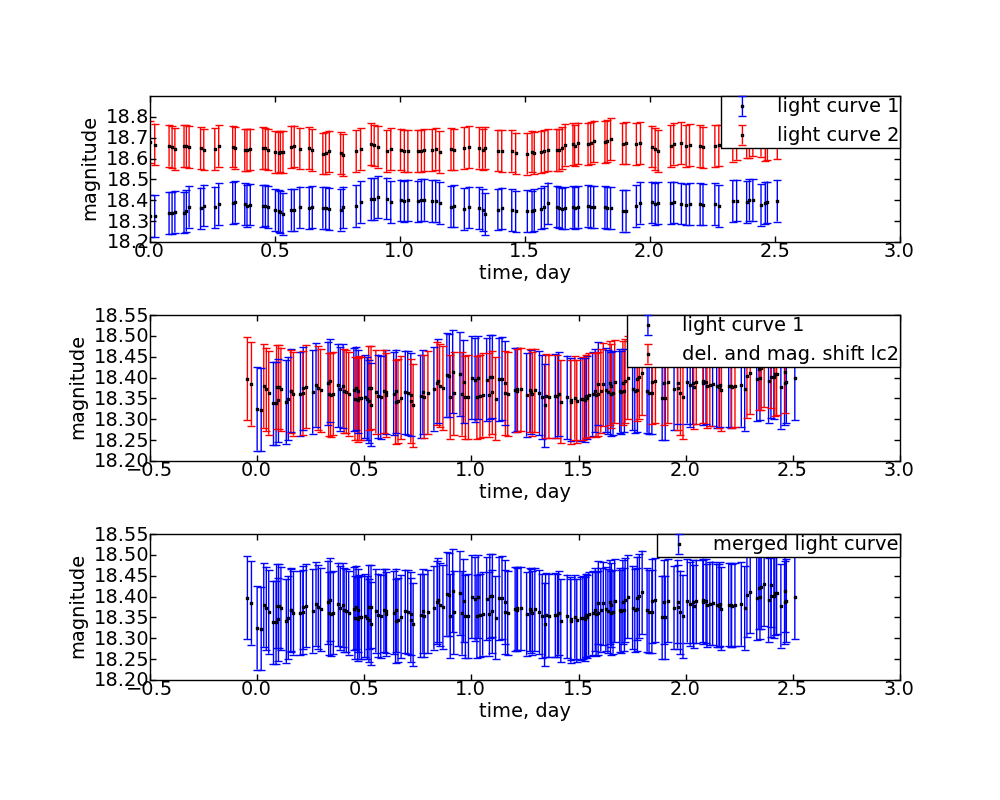 light curve 1
light curve 2
18.8
18.7
18.6
18.5
18.4
18.3
18.2
magnitude
0.0 0.5 1.0 1.5 2.0 2.5 3.0
time, day
light curve 1
del. and mag. shift lc2
18.55
18.50
18.45
18.40
18.35
18.30
18.25
18.20
magnitude
−0.5 0.0 0.5 1.0 1.5 2.0 2.5 3.0
time, day
merged light curve
18.55
18.50
18.45
18.40
18.35
18.30
18.25
18.20
magnitude
−0.5 0.0 0.5 1.0 1.5 2.0 2.5 3.0
time, day